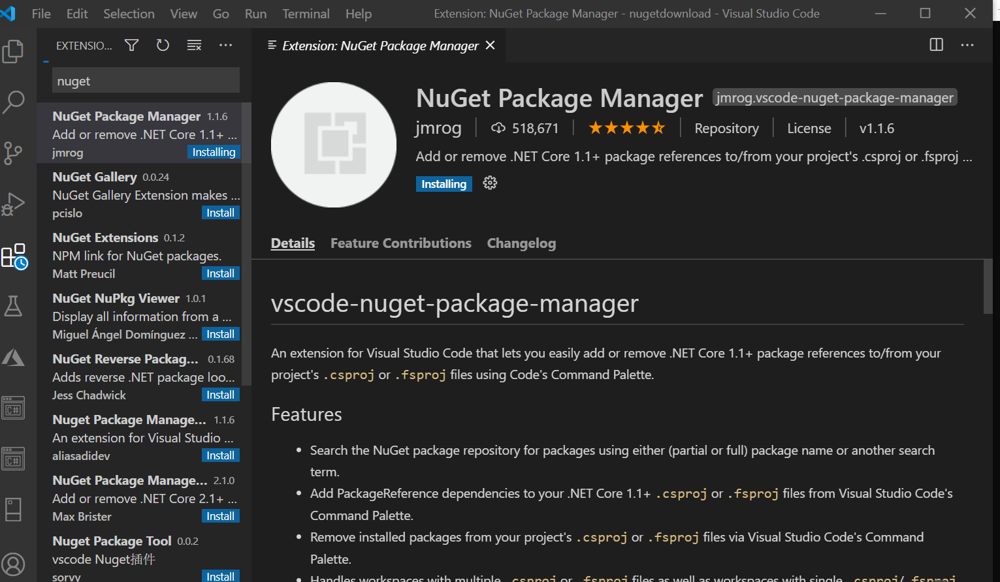 File Edit Selection View Go Run Terminal Help Extension: NuGet Package Manager - nugetdownload - Visual Studio Code
EXTENSIO...
nuget
NuGet Package Manager 1.1.6
Add or remove .NET Core 1.1+ ...
jmrog Installing
NuGet Gallery 0.0.24
NuGet Gallery Extension makes ...
pcislo Install
NuGet Extensions 0.1.2
NPM link for NuGet packages.
Matt Preucil Install
NuGet NuPkg Viewer 1.0.1
Display all information from a ...
Miguel Ángel Domínguez ... Install
NuGet Reverse Packag... 0.1.68
Adds reverse .NET package loo...
Jess Chadwick Install
Nuget Package Manage... 1.1.6
An extension for Visual Studio ...
aliasadidev Install
NuGet Package Manage... 2.1.0
Add or remove .NET Core 2.1+ ...
Max Brister Install
Nuget Package Tool 0.0.2
vscode Nuget插件
sorvy Install
C#
C#
Extension: NuGet Package Manager
NuGet Package Manager jmrog.vscode-nuget-package-manager
jmrog 518,671 Repository License v1.1.6
Add or remove .NET Core 1.1+ package references to/from your project's .csproj or .fsproj ...
Installing
Details Feature Contributions Changelog
vscode-nuget-package-manager
An extension for Visual Studio Code that lets you easily add or remove .NET Core 1.1+ package references to/from your
project's .csproj or .fsproj files using Code's Command Palette.
Features
• Search the NuGet package repository for packages using either (partial or full) package name or another search
term.
• Add PackageReference dependencies to your .NET Core 1.1+ .csproj or .fsproj files from Visual Studio Code's
Command Palette.
• Remove installed packages from your project's .csproj or .fsproj files via Visual Studio Code's Command
Palette.
• Handles workspaces with multiple .csproj or .fsproj files as well as workspaces with single .csproj/.fsproj